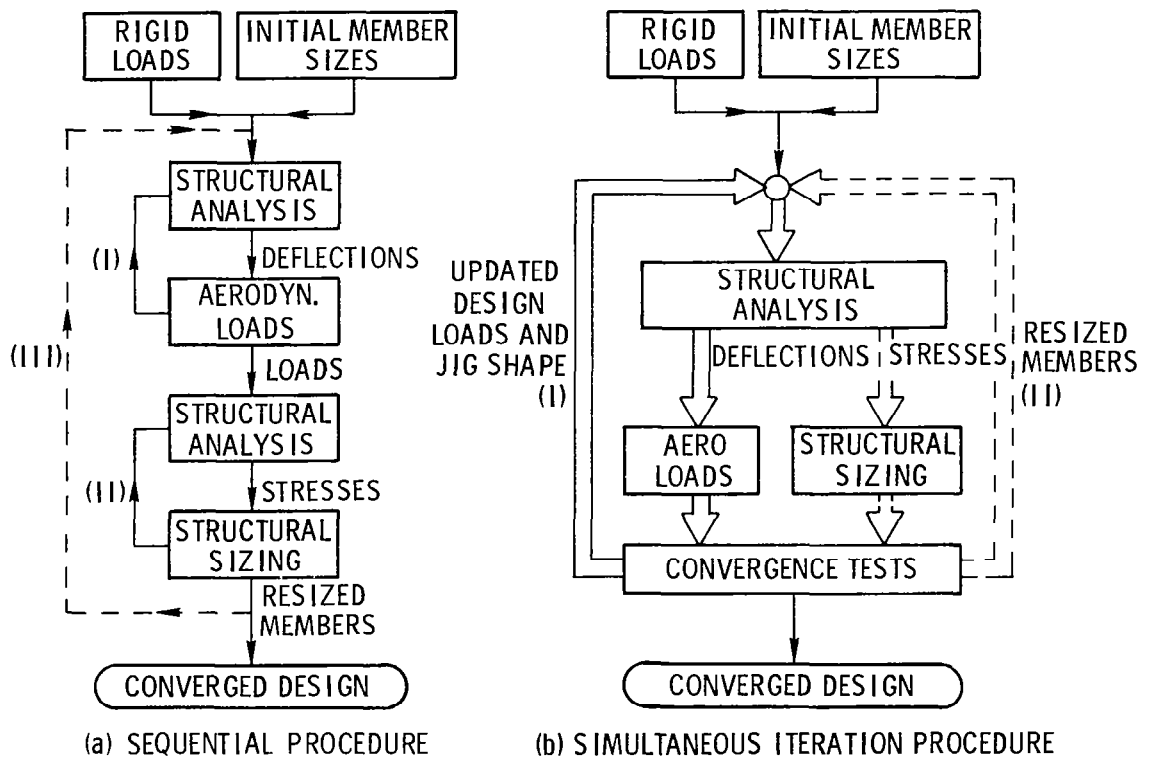 RIGID
LOADS
INITIAL MEMBER
SIZES
STRUCTURAL
ANALYSIS
(I)
DEFLECTIONS
AERODYN.
LOADS
(III)
LOADS
STRUCTURAL
ANALYSIS
(II)
STRESSES
STRUCTURAL
SIZING
RESIZED
MEMBERS
CONVERGED DESIGN
(a) SEQUENTIAL PROCEDURE
RIGID
LOADS
INITIAL MEMBER
SIZES
UPDATED
DESIGN
LOADS AND
JIG SHAPE
(I)
STRUCTURAL
ANALYSIS
DEFLECTIONS
STRESSES
RESIZED
MEMBERS
(II)
AERO
LOADS
STRUCTURAL
SIZING
CONVERGENCE TESTS
CONVERGED DESIGN
(b) SIMULTANEOUS ITERATION PROCEDURE